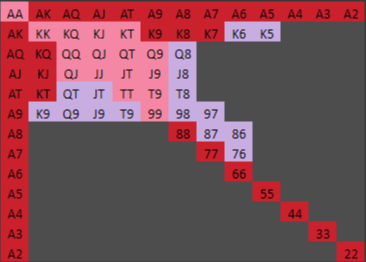 AA AK AQ AJ AT A9 A8 A7 A6 A5 A4 A3 A2
AK KK KQ KJ KT K9 K8 K7 K6 K5
AQ KQ QQ QJ QT Q9 Q8
AJ KJ QJ JJ JT J9 J8
AT KT QT JT TT T9 T8
A9 K9 Q9 J9 T9 99 98 97
A8 88 87 86
A7 77 76
A6 66
A5 55
A4 44
A3 33
A2 22